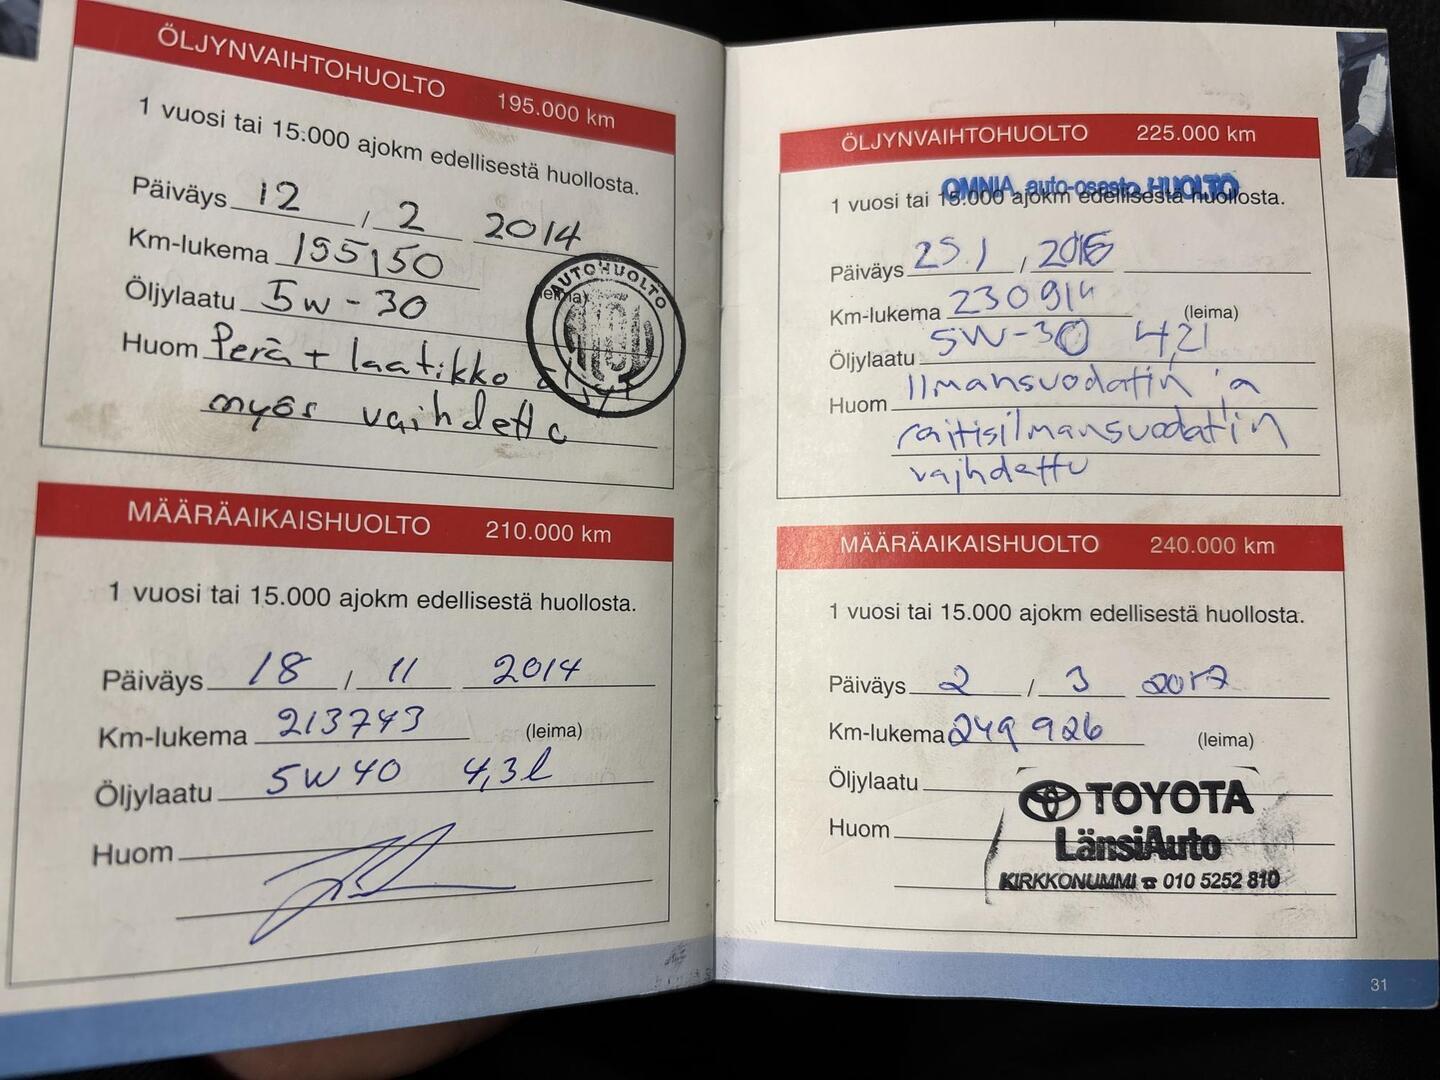 ÖLJYNVAIHTOHUOLTO 195.000 km
1 vuosi tai 15.000 ajokm edellisestä huollosta.
Päiväys 12 / 2 2014
Km-lukema 195150
Öljylaatu 5W-30 (leima)
AUTOHUOLTO
Huom Perä + laatikko öljyt
myös vaihdettu
MÄÄRÄAIKAISHUOLTO 210.000 km
1 vuosi tai 15.000 ajokm edellisestä huollosta.
Päiväys 18 / 11 2014
Km-lukema 213743 (leima)
Öljylaatu 5W40 4,3l
Huom
ÖLJYNVAIHTOHUOLTO 225.000 km
OMNIA auto-osasto HUOLTO
1 vuosi tai 15.000 ajokm edellisestä huollosta.
Päiväys 25.1 / 2016
Km-lukema 230914 (leima)
Öljylaatu 5W-30 4,2l
Huom Ilmansuodatin ja
raitisilmansuodatin
vaihdettu
MÄÄRÄAIKAISHUOLTO 240.000 km
1 vuosi tai 15.000 ajokm edellisestä huollosta.
Päiväys 2 / 3 2017
Km-lukema 249 926 (leima)
Öljylaatu
TOYOTA
Huom
LänsiAuto
KIRKKONUMMI ☎ 010 5252 810
31